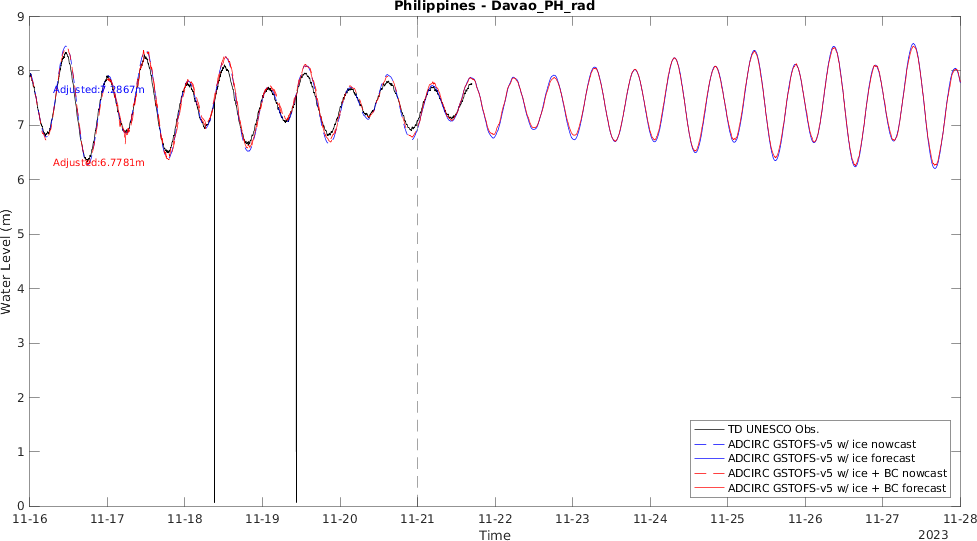 Philippines - Davao_PH_rad
9
8
7
6
5
4
3
2
1
0
Water Level (m)
Adjusted:7.2867m
Adjusted:6.7781m
TD UNESCO Obs.
ADCIRC GSTOFS-v5 w/ ice nowcast
ADCIRC GSTOFS-v5 w/ ice forecast
ADCIRC GSTOFS-v5 w/ ice + BC nowcast
ADCIRC GSTOFS-v5 w/ ice + BC forecast
11-16 11-17 11-18 11-19 11-20 11-21 11-22 11-23 11-24 11-25 11-26 11-27 11-28
Time
2023